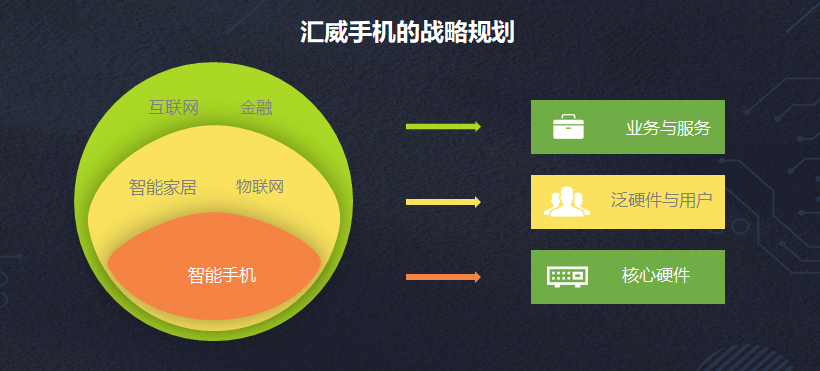 汇威手机的战略规划
互联网 金融
业务与服务
智能家居 物联网
泛硬件与用户
智能手机
核心硬件